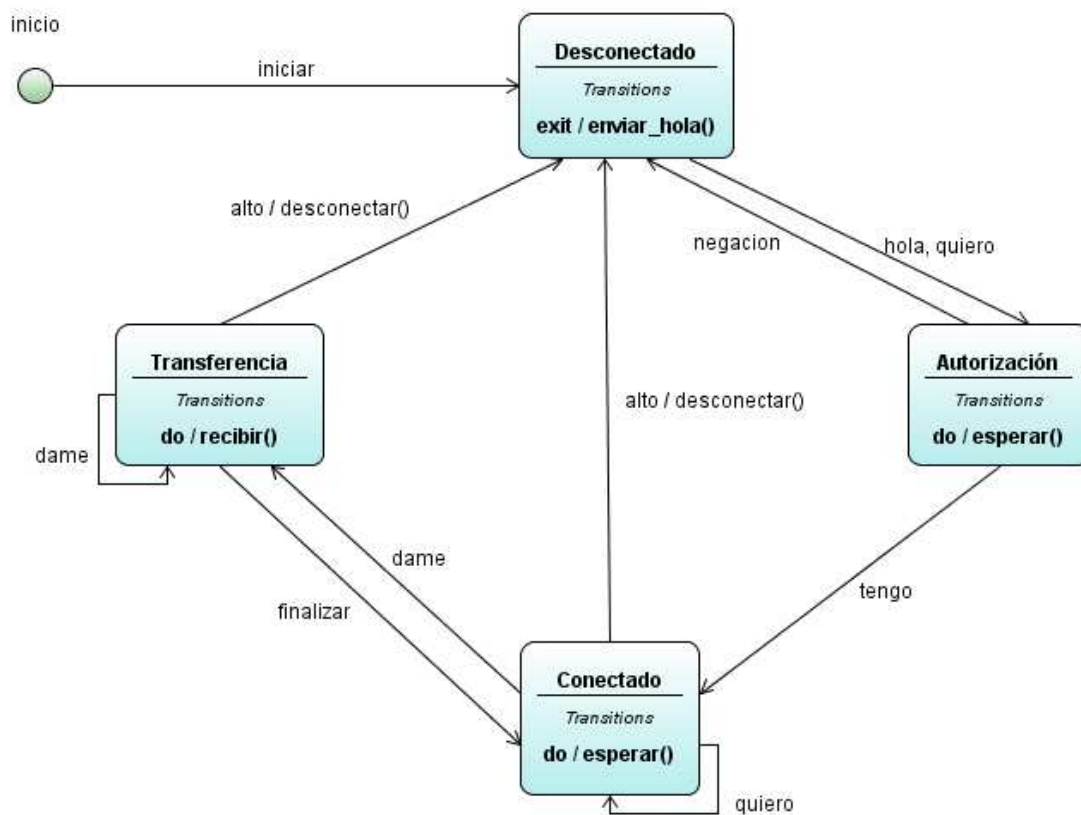 inicio
iniciar
Desconectado
Transitions
exit / enviar_hola()
alto / desconectar()
negacion
hola, quiero
Transferencia
Transitions
do / recibir()
dame
Autorización
Transitions
do / esperar()
alto / desconectar()
dame
finalizar
tengo
Conectado
Transitions
do / esperar()
quiero